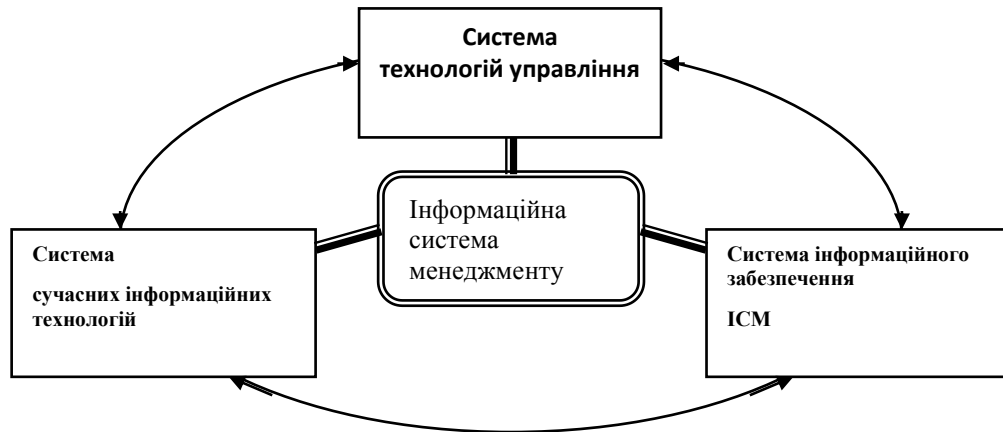 Система
технологій управління
Інформаційна
система
менеджменту
Система
сучасних інформаційних
технологій
Система інформаційного
забезпечення
ІСМ